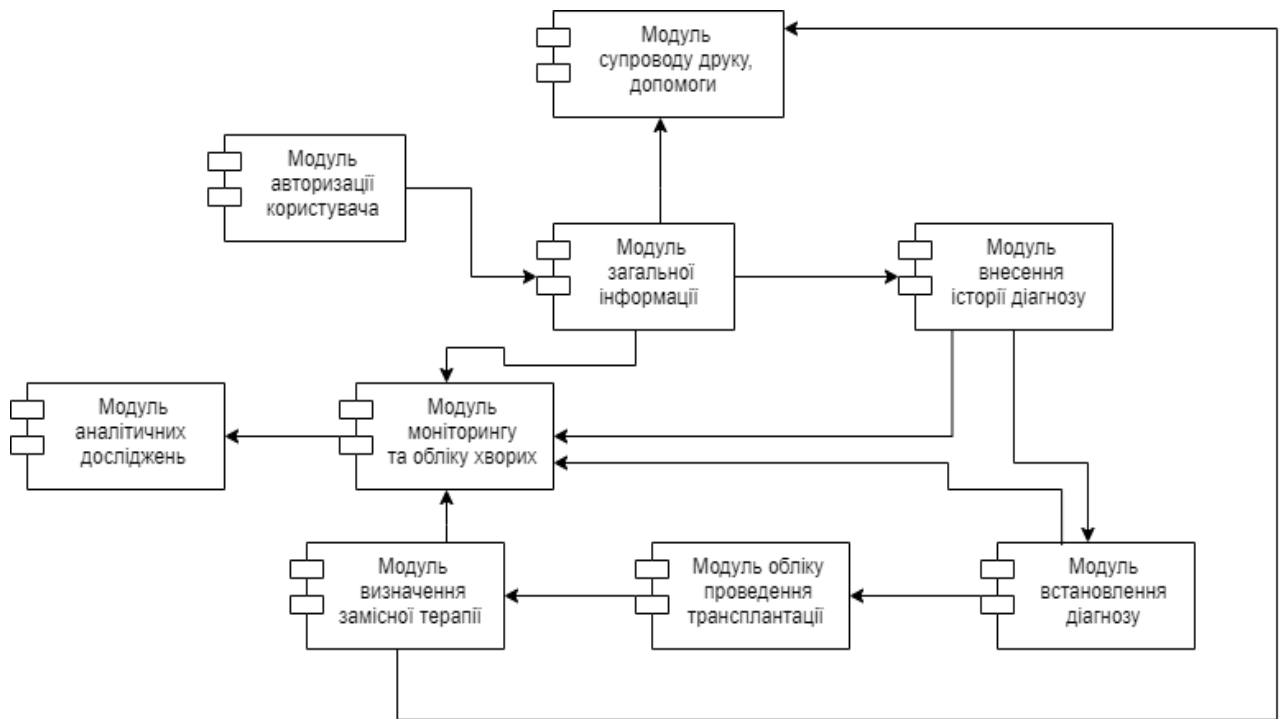 Модуль
супроводу друку,
допомоги
Модуль
авторизації
користувача
Модуль
загальної
інформації
Модуль
внесення
історії діагнозу
Модуль
аналітичних
досліджень
Модуль
моніторингу
та обліку хворих
Модуль
визначення
замісної терапії
Модуль обліку
проведення
трансплантації
Модуль
встановлення
діагнозу